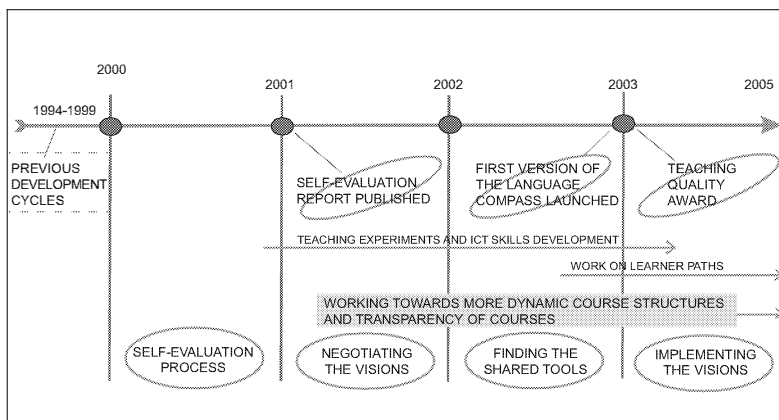 2000
2001
2002
2003
2005
1994-1999
PREVIOUS
DEVELOPMENT
CYCLES
SELF-EVALUATION
REPORT PUBLISHED
FIRST VERSION OF
THE LANGUAGE
COMPASS LAUNCHED
TEACHING
QUALITY
AWARD
TEACHING EXPERIMENTS AND ICT SKILLS DEVELOPMENT
WORK ON LEARNER PATHS
WORKING TOWARDS MORE DYNAMIC COURSE STRUCTURES
AND TRANSPARENCY OF COURSES
SELF-EVALUATION
PROCESS
NEGOTIATING
THE VISIONS
FINDING THE
SHARED TOOLS
IMPLEMENTING
THE VISIONS